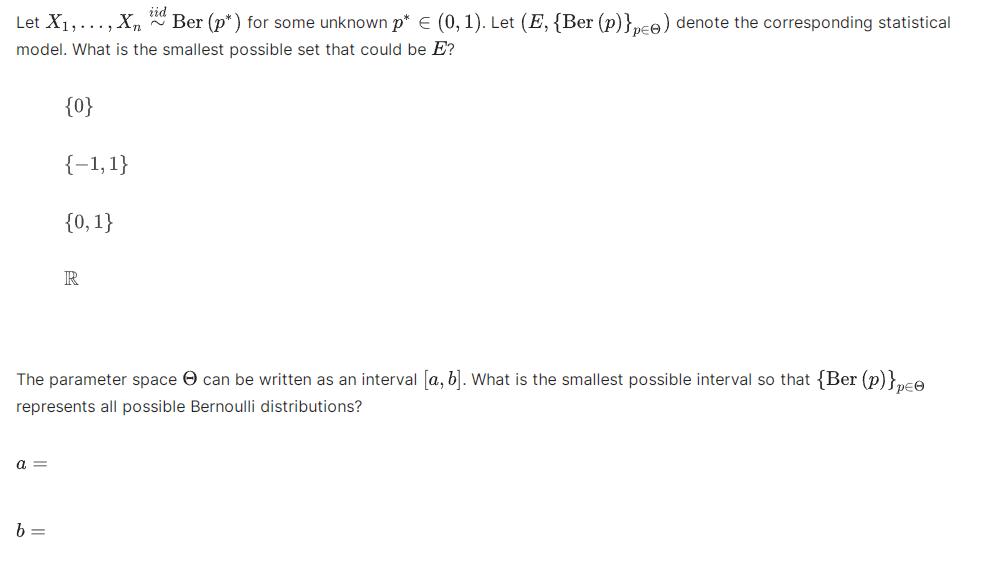 Let $X_1, \ldots, X_n \stackrel{iid}{\sim} \text{Ber}(p^*)$ for some unknown $p^* \in (0, 1)$. Let $(E, \{\text{Ber}(p)\}_{p \in \Theta})$ denote the corresponding statistical
model. What is the smallest possible set that could be $E$?
$\{0\}$
$\{-1, 1\}$
$\{0, 1\}$
$\mathbb{R}$
The parameter space $\Theta$ can be written as an interval $[a, b]$. What is the smallest possible interval so that $\{\text{Ber}(p)\}_{p \in \Theta}$
represents all possible Bernoulli distributions?
$a =$
$b =$